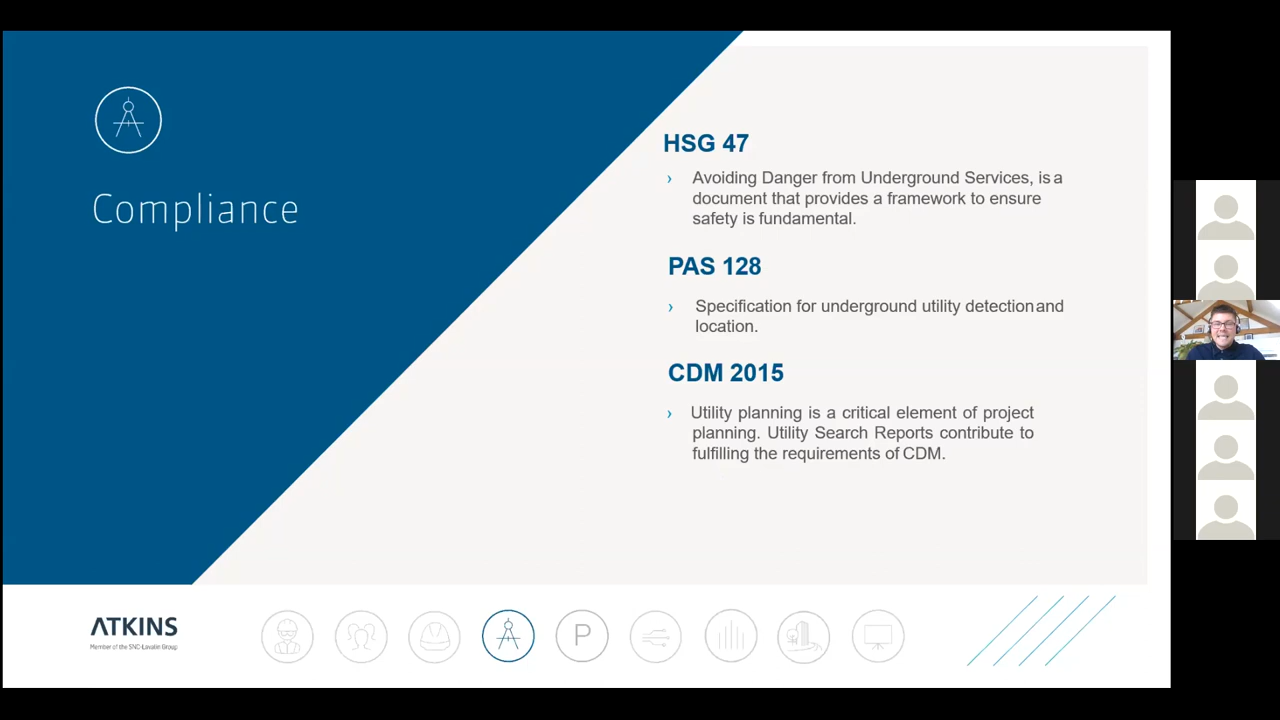 Compliance
HSG 47
› Avoiding Danger from Underground Services, is a
document that provides a framework to ensure
safety is fundamental.
PAS 128
› Specification for underground utility detection and
location.
CDM 2015
› Utility planning is a critical element of project
planning. Utility Search Reports contribute to
fulfilling the requirements of CDM.
ATKINS
Member of the SNC-Lavalin Group
P